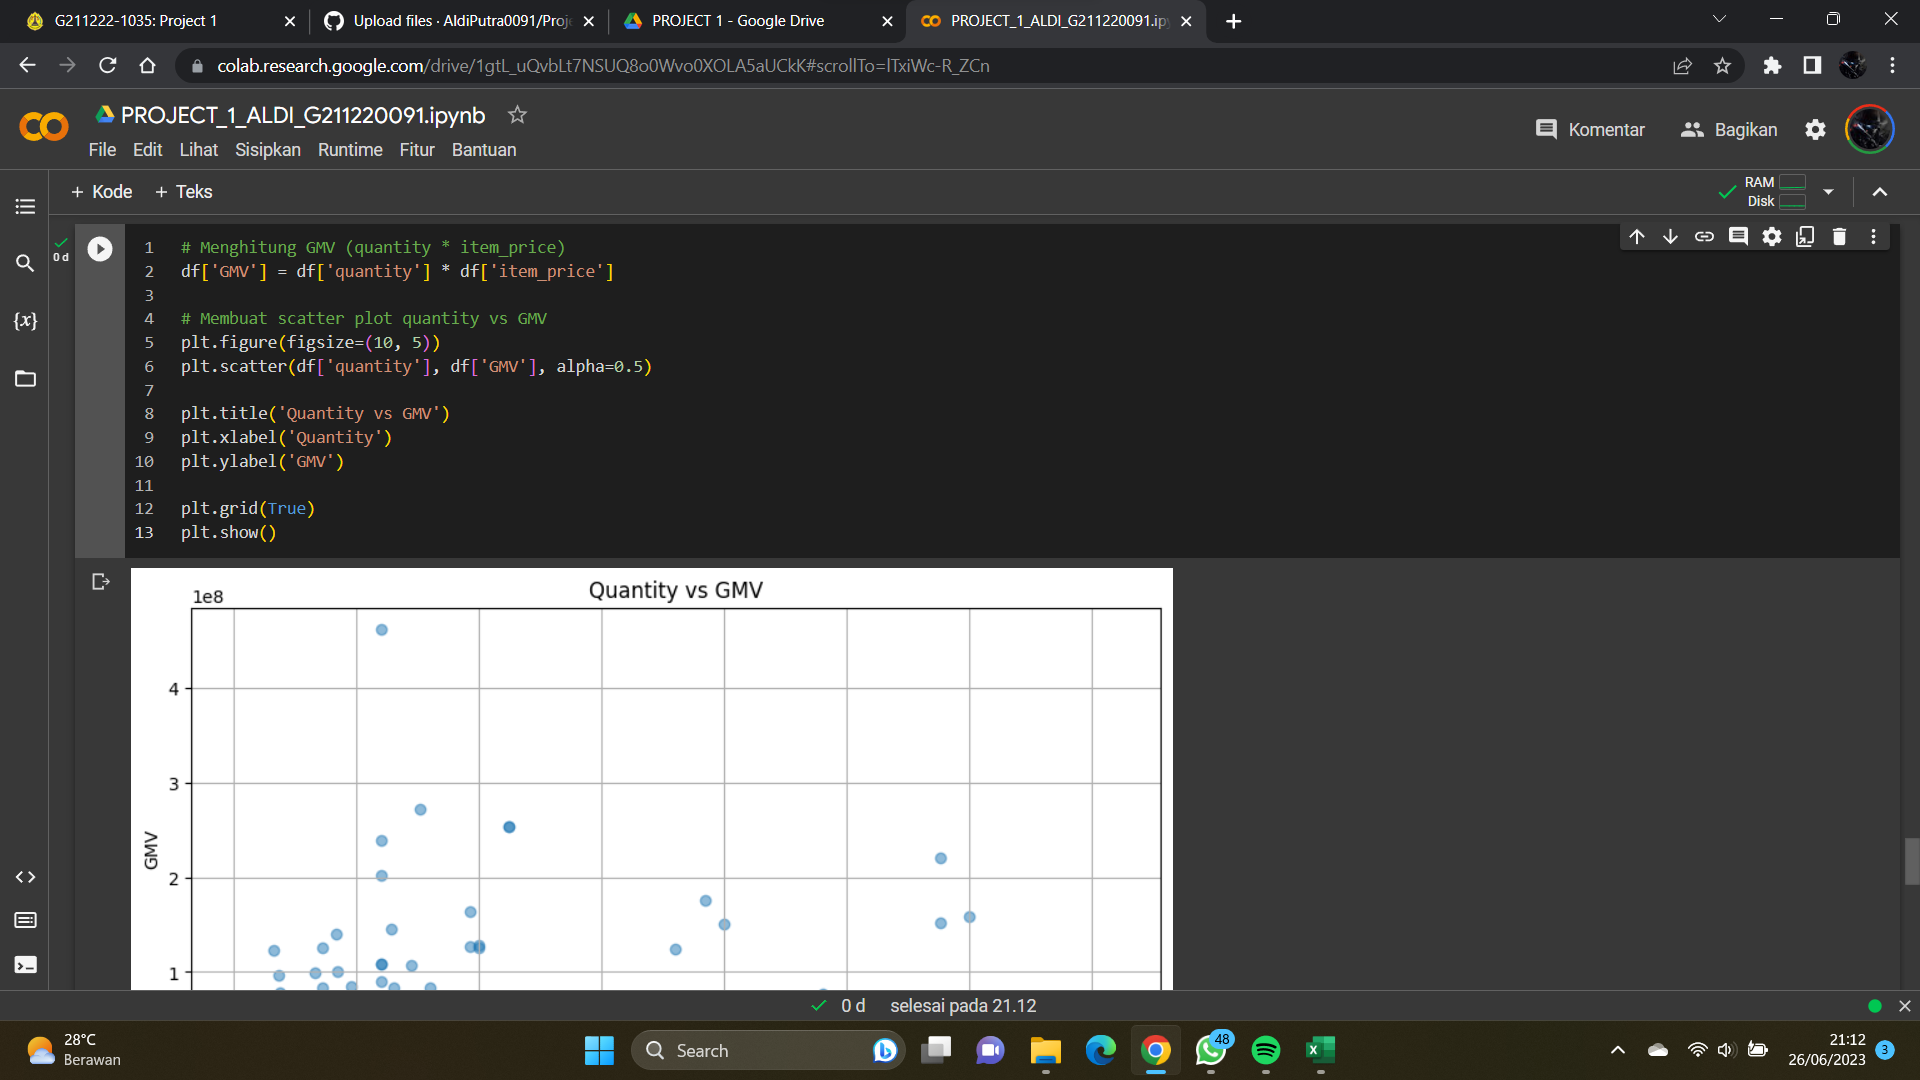 G211222-1035: Project 1
Upload files · AldiPutra0091/Proje
PROJECT 1 - Google Drive
PROJECT_1_ALDI_G211220091.ip
colab.research.google.com/drive/1gtL_uQvbLt7NSUQ8o0Wvo0XOLA5aUCkK#scrollTo=lTxiWc-R_ZCn
PROJECT_1_ALDI_G211220091.ipynb
File Edit Lihat Sisipkan Runtime Fitur Bantuan
Komentar
Bagikan
+ Kode + Teks
RAM
Disk
0 d
1 # Menghitung GMV (quantity * item_price)
2 df['GMV'] = df['quantity'] * df['item_price']
3
4 # Membuat scatter plot quantity vs GMV
5 plt.figure(figsize=(10, 5))
6 plt.scatter(df['quantity'], df['GMV'], alpha=0.5)
7
8 plt.title('Quantity vs GMV')
9 plt.xlabel('Quantity')
10 plt.ylabel('GMV')
11
12 plt.grid(True)
13 plt.show()
{x}
Quantity vs GMV
1e8
4
3
GMV
2
1
0 d selesai pada 21.12
28°C
Berawan
Search
48
21:12
26/06/2023
3